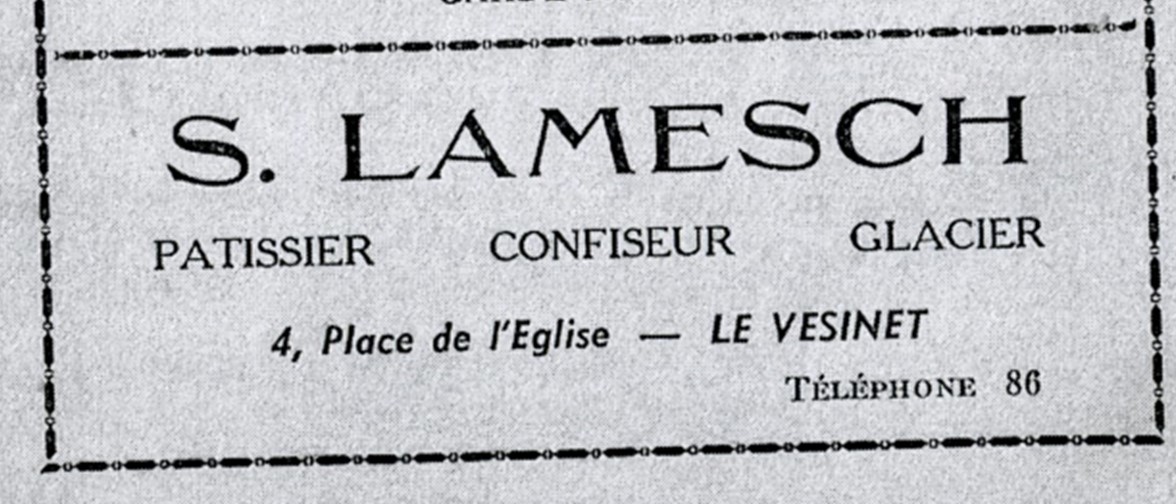 S. LAMESCH
PATISSIER CONFISEUR GLACIER
4, Place de l'Eglise — LE VESINET
TÉLÉPHONE 86